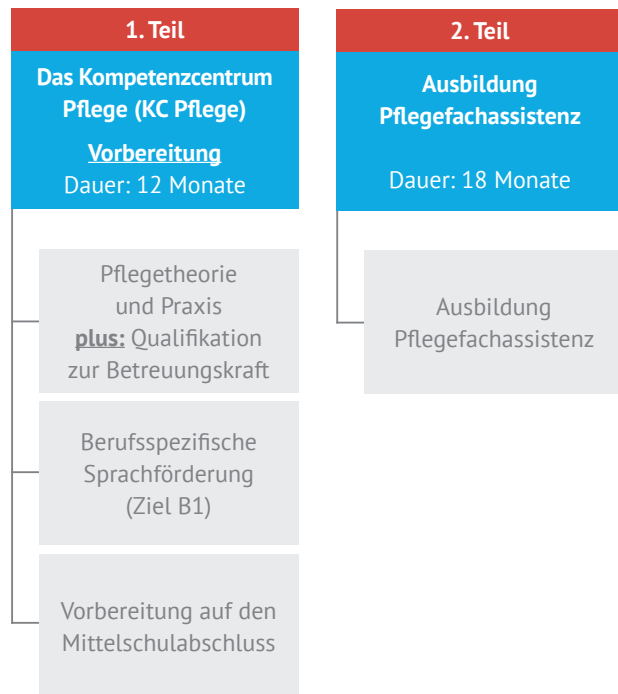 1. Teil
Das Kompetenzcentrum
Pflege (KC Pflege)
Vorbereitung
Dauer: 12 Monate
Pflegetheorie
und Praxis
plus: Qualifikation
zur Betreuungskraft
Berufsspezifische
Sprachförderung
(Ziel B1)
Vorbereitung auf den
Mittelschulabschluss
2. Teil
Ausbildung
Pflegefachassistenz
Dauer: 18 Monate
Ausbildung
Pflegefachassistenz